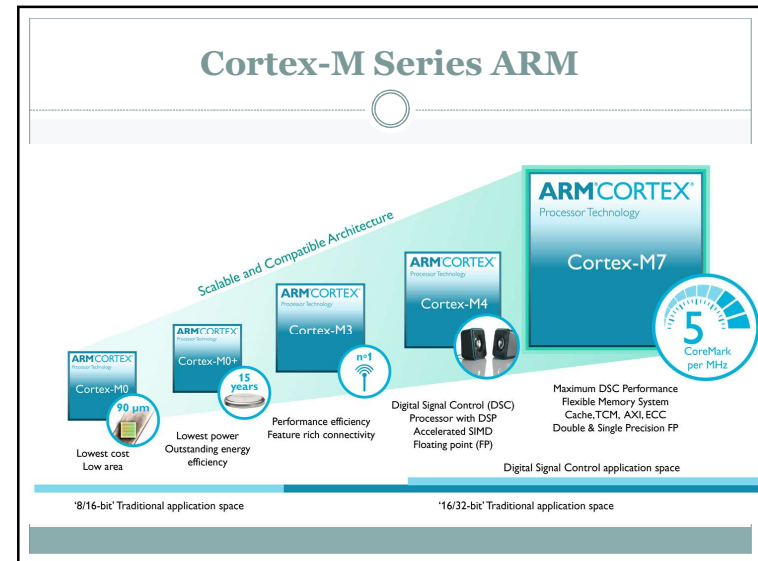 Cortex-M Series ARM
Scalable and Compatible Architecture
ARM®CORTEX®
Processor Technology
Cortex-M0
90 µm
Lowest cost
Low area
ARM®CORTEX®
Processor Technology
Cortex-M0+
15
years
Lowest power
Outstanding energy
efficiency
ARM®CORTEX®
Processor Technology
Cortex-M3
nº1
Performance efficiency
Feature rich connectivity
ARM®CORTEX®
Processor Technology
Cortex-M4
Digital Signal Control (DSC)
Processor with DSP
Accelerated SIMD
Floating point (FP)
ARM®CORTEX®
Processor Technology
Cortex-M7
5
CoreMark
per MHz
Maximum DSC Performance
Flexible Memory System
Cache,TCM, AXI, ECC
Double & Single Precision FP
Digital Signal Control application space
'8/16-bit' Traditional application space
'16/32-bit' Traditional application space